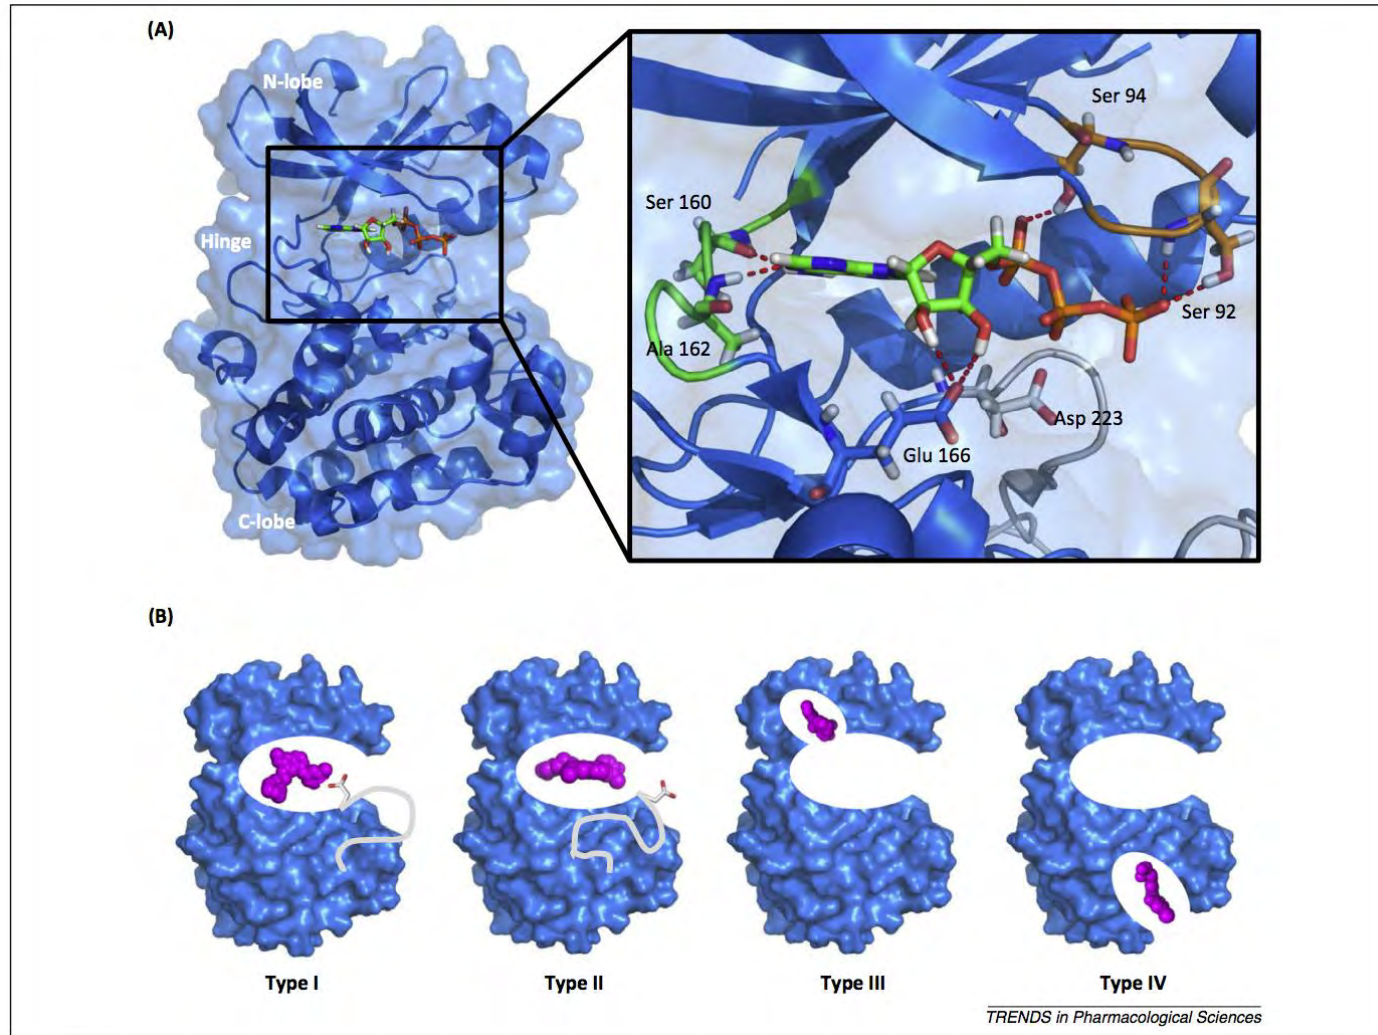 (A)
N-lobe
Hinge
C-lobe
Ser 94
Ser 160
Ser 92
Ala 162
Asp 223
Glu 166
(B)
Type I
Type II
Type III
Type IV
TRENDS in Pharmacological Sciences